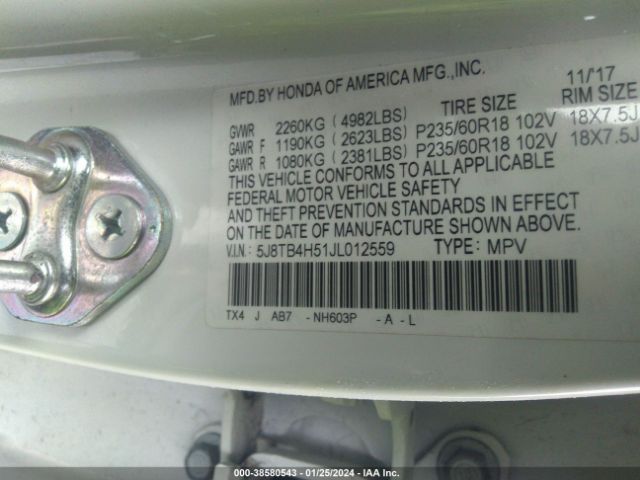 MFD.BY HONDA OF AMERICA MFG.,INC. 11/'17
TIRE SIZE RIM SIZE
GVWR 2260KG ( 4982LBS)
GAWR F 1190KG ( 2623LBS) P235/60R18 102V 18X7.5J
GAWR R 1080KG ( 2381LBS) P235/60R18 102V 18X7.5J
THIS VEHICLE CONFORMS TO ALL APPLICABLE
FEDERAL MOTOR VEHICLE SAFETY
AND THEFT PREVENTION STANDARDS IN EFFECT
ON THE DATE OF MANUFACTURE SHOWN ABOVE.
V.I.N.: 5J8TB4H51JL012559 TYPE: MPV
TX4 J AB7 -NH603P -A-L
000-38580543 - 01/25/2024 - IAA Inc.